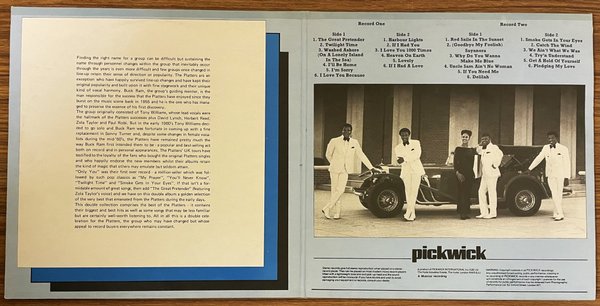 Finding the right name for a group can be difficult but sustaining the
same through personnel changes within the group that inevitably occur
through the years is even more difficult and few groups once changed in
line-up retain their sense of direction or popularity. The Platters are an
exception who have happily survived line-up changes and have kept their
original popularity and built upon it with fine stagework and their unique
kind of vocal harmony. Buck Ram, the group's guiding mentor, is the
man responsible for the success that the Platters have enjoyed since they
burst on the music scene back in 1955 and he is the one who has mana-
ged to preserve the essence of his first discovery.
The group originally consisted of Tony Williams, whose lead vocals were
the hallmark of the Platters success plus David Lynch, Herbert Reed,
Zola Taylor and Paul Robi. But in the early 1960's Tony Williams deci-
ded to go solo and Buck Ram was fortunate in coming up with a fine
replacement in Sonny Turner and, despite some changes in female voca-
lists during the mid '60's, the Platters have remained pretty much the
way Buck Ram first intended them to be - a popular and best-selling act
both on record and in personal appearances. The Platters' UK tours have
testified to the loyalty of the fans who bought the original Platters songs
and who happily endorse the new members whilst their albums retain
the kind of magic that others may emulate but seldom improve upon.
"Only You" was their first ever record - a million-seller which was fol-
lowed by such pop classics as "My Prayer", "You'll Never Know",
"Twilight Time" and "Smoke Gets in Your Eyes". If that isn't a for-
midable amount of great songs, then add "The Great Pretender" featuring
Zola Taylor's voice and we have on this double album a golden selection
of the very best that emanated from the Platters during the early days.
This double collection comprises the best of the Platters - it contains
their biggest and best hits as well as some songs that may be less familiar
but are certainly well worth listening to. All in all this is a double cele-
bration for the Platters, the group who may have changed but whose
appeal to record buyers everywhere remains constant.
Record One
Side 1
1. The Great Pretender
2. Twilight Time
3. Washed Ashore
(On A Lonely Island
In The Sea)
4. I'll Be Home
5. I'm Sorry
6. I Love You Because
Side 2
1. Harbour Lights
2. If I Had You
3. I Love You 1000 Times
4. Heaven On Earth
5. Lovely
6. If I Had A Love
Record Two
Side 1
1. Red Sails In The Sunset
2. (Goodbye My Foolish)
Sayanora
3. Why Do You Wanna
Make Me Blue
4. Uncle Sam Ain't His Woman
5. If You Need Me
6. Delilah
Side 2
1. Smoke Gets In Your Eyes
2. Catch The Wind
3. We Ain't What We Was
4. Try'n Understand
5. Get A Hold Of Yourself
6. Pledging My Love
pickwick